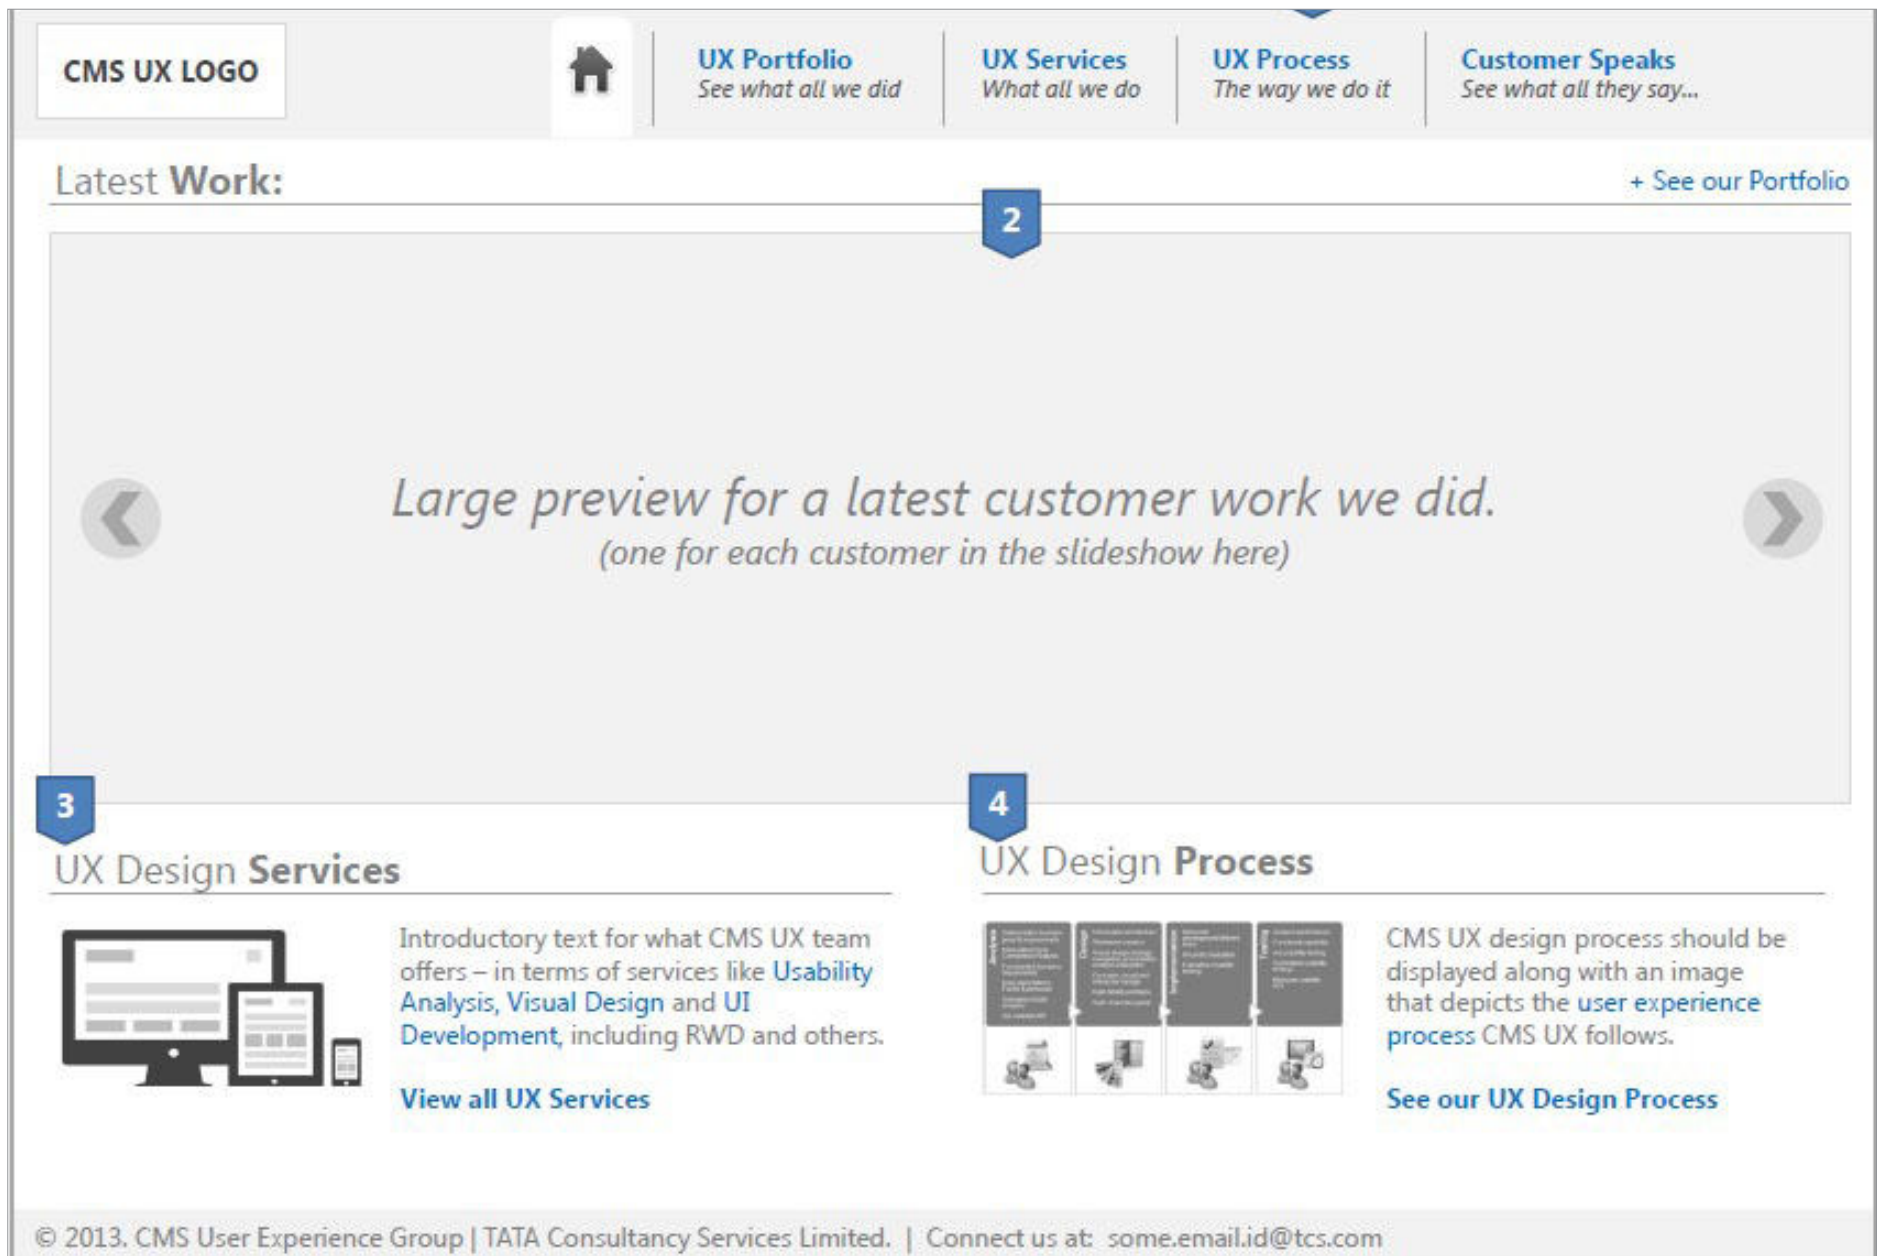 CMS UX LOGO
UX Portfolio
See what all we did
UX Services
What all we do
UX Process
The way we do it
Customer Speaks
See what all they say...
Latest Work:
+ See our Portfolio
2
Large preview for a latest customer work we did.
(one for each customer in the slideshow here)
3
UX Design Services
Introductory text for what CMS UX team
offers – in terms of services like Usability
Analysis, Visual Design and UI
Development, including RWD and others.
View all UX Services
4
UX Design Process
Analysis
Design
Implementation
Testing
CMS UX design process should be
displayed along with an image
that depicts the user experience
process CMS UX follows.
See our UX Design Process
© 2013. CMS User Experience Group | TATA Consultancy Services Limited. | Connect us at: some.email.id@tcs.com